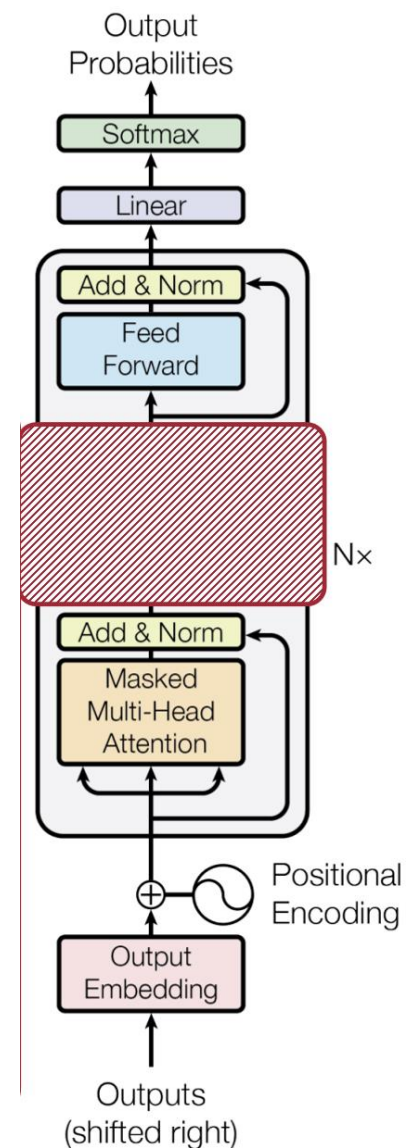 Output
Probabilities
Softmax
Linear
Add & Norm
Feed
Forward
N×
Add & Norm
Masked
Multi-Head
Attention
Positional
Encoding
Output
Embedding
Outputs
(shifted right)